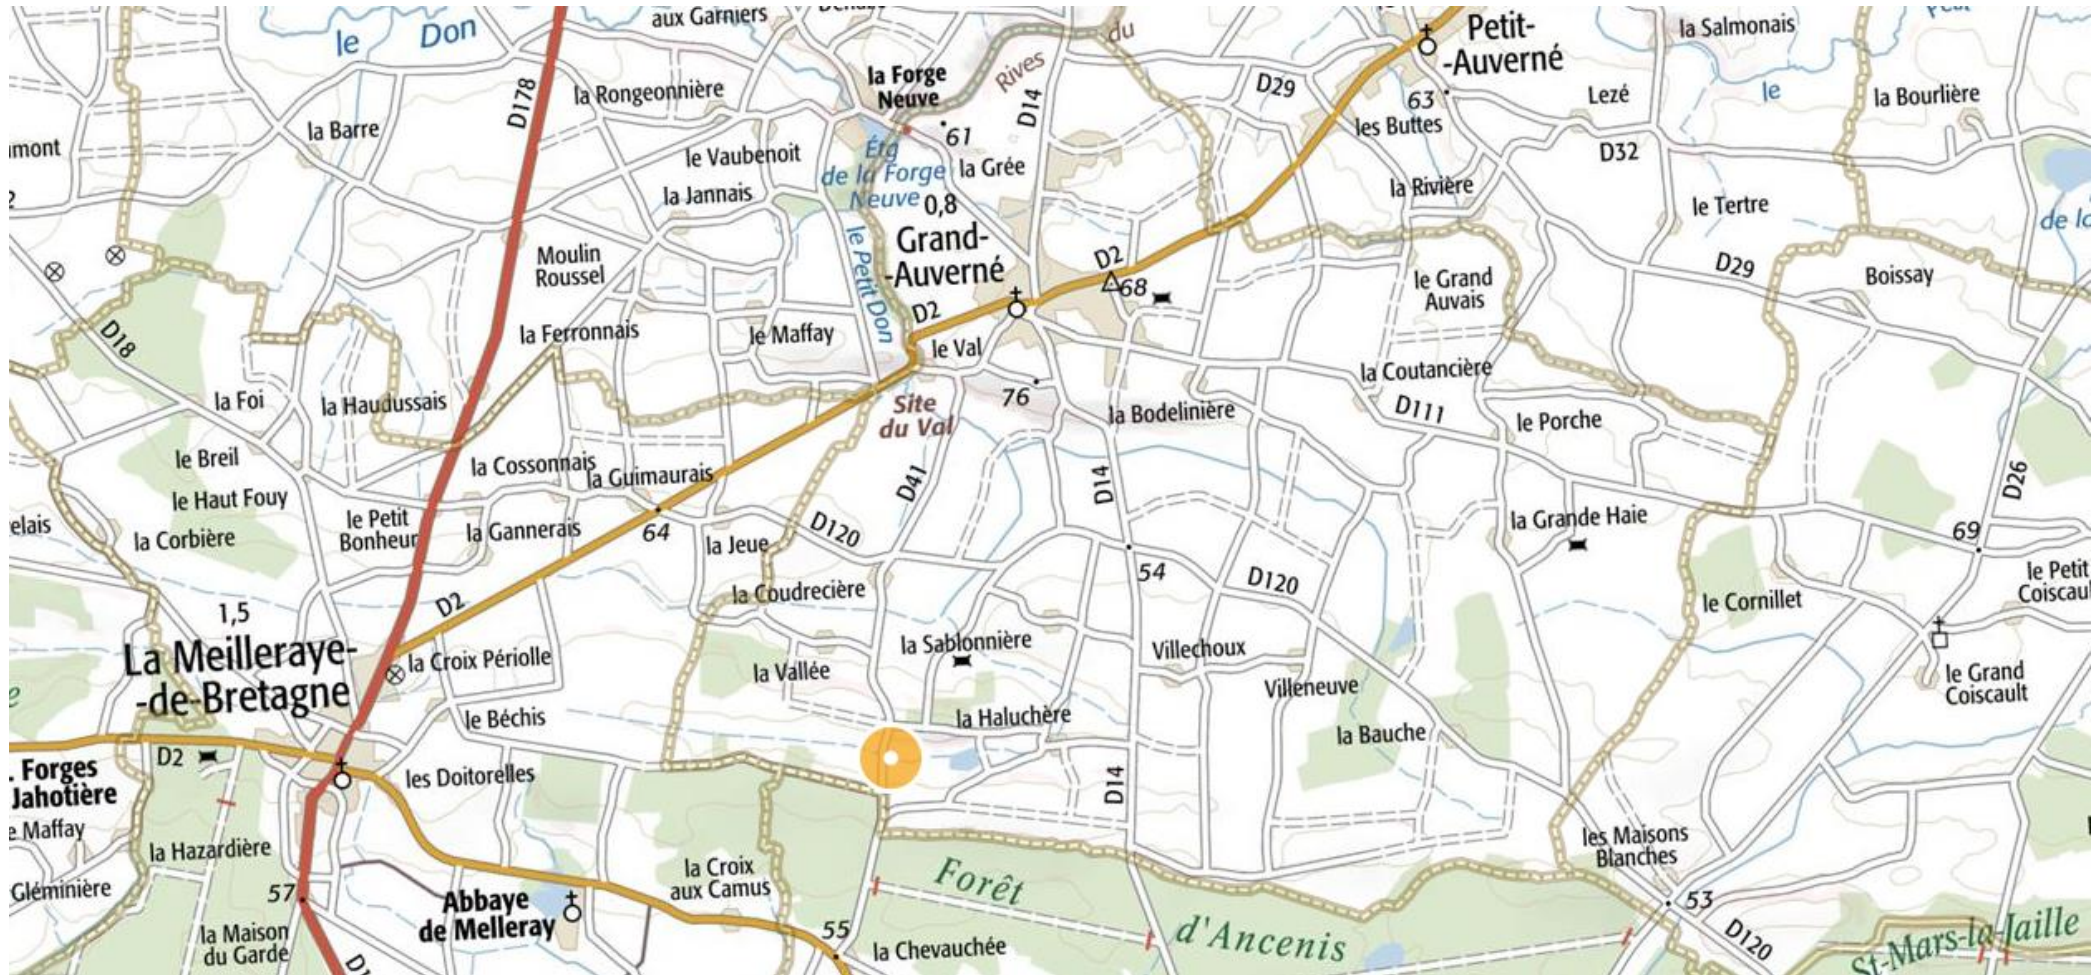 aux Garniers
le Don
Petit-
-Auverné
la Salmonais
du
Rives
la Forge
Neuve
D178
la Rongeonnière
D14
D29
63
Lezé
le
la Bourlière
la Barre
61
les Buttes
le Vaubenoit
Étg
de la Forge
Neuve
la Grée
D32
la Jannais
0,8
la Rivière
le Tertre
Grand-
-Auverné
le Petit Don
Moulin
Roussel
D2
68
le Grand
Auvais
D29
Boissay
D18
la Ferronnais
le Maffay
D2
le Val
la Coutancière
la Foi
la Haudussais
Site
du Val
76
la Bodelinière
D111
le Porche
le Breil
la Cossonnais
la Guimaurais
D41
D14
D26
le Haut Fouy
la Corbière
le Petit
Bonheur
la Gannerais
64
la Jeue
D120
la Grande Haie
69
54
D120
la Coudrecière
le Cornillet
le Petit
1,5
D2
La Meilleraye-
-de-Bretagne
la Croix Périolle
la Sablonnière
Villechoux
la Vallée
Villeneuve
le Grand
Coiscault
le Béchis
la Haluchère
la Bauche
D2
Forges
Jahotière
les Doitorelles
D14
Maffay
la Hazardière
les Maisons
Blanches
la Croix
aux Camus
Gléminière
57
Abbaye
de Melleray
Forêt
d'Ancenis
53
la Maison
du Garde
55
la Chevauchée
D120
St-Mars-la-Jaille